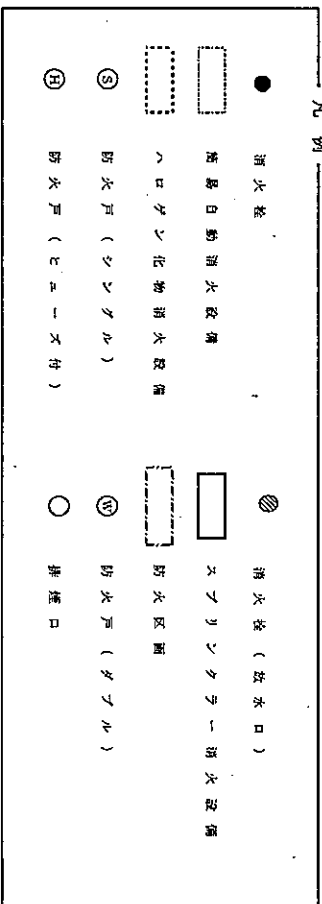 凡例
消火栓
簡易自動消火設備
ハロゲン化物消火設備
Ⓢ 防火戸(シングル)
Ⓗ 防火戸(ヒューズ付)
消火栓(放水口)
スプリンクラー消火設備
防火区画
Ⓦ 防火戸(ダブル)
排煙口